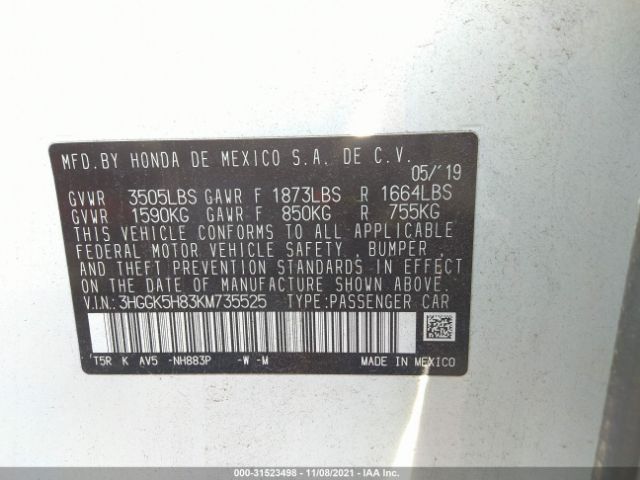 MFD.BY HONDA DE MEXICO S.A. DE C.V.
05/'19
GVWR 3505LBS GAWR F 1873LBS R 1664LBS
GVWR 1590KG GAWR F 850KG R 755KG
THIS VEHICLE CONFORMS TO ALL APPLICABLE
FEDERAL MOTOR VEHICLE SAFETY , BUMPER ,
AND THEFT PREVENTION STANDARDS IN EFFECT
ON THE DATE OF MANUFACTURE SHOWN ABOVE.
V.I.N.:3HGGK5H83KM735525 TYPE:PASSENGER CAR
T5R K AV5 -NH883P -W -M MADE IN MEXICO
000-31523498 - 11/08/2021 - IAA Inc.